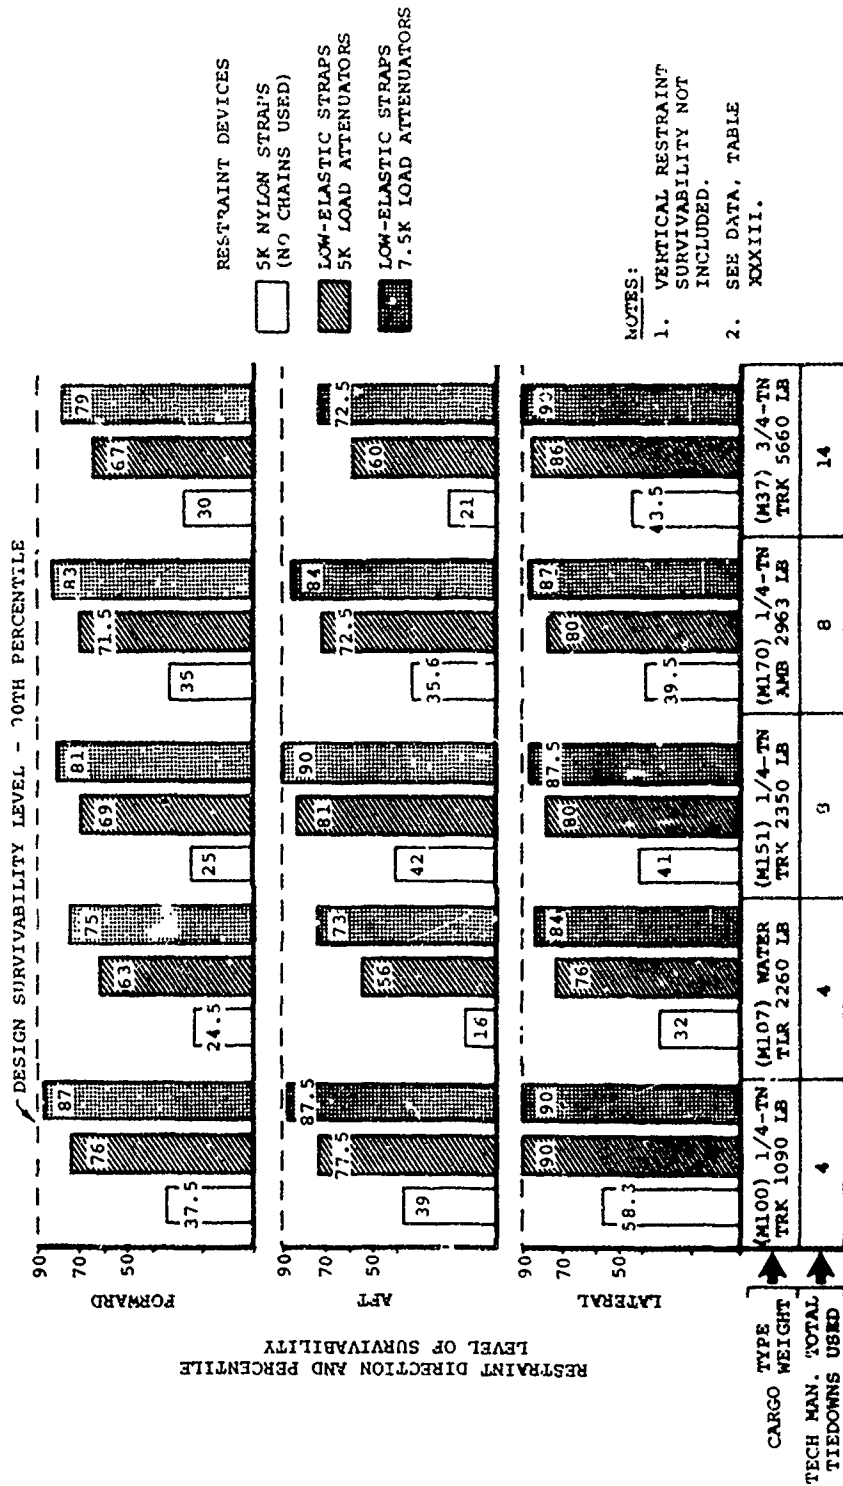 DESIGN SURVIVABILITY LEVEL - 90TH PERCENTILE
RESTRAINT DIRECTION AND PERCENTILE
LEVEL OF SURVIVABILITY
FORWARD
90
70
50
37.5
76
87
24.5
63
75
25
69
81
35
71.5
83
30
67
79
AFT
90
70
50
39
77.5
87.5
16
56
73
42
81
90
35.6
72.5
84
21
60
72.5
LATERAL
90
70
50
58.3
90
90
32
76
84
41
80
87.5
39.5
80
87
43.5
86
90
CARGO TYPE
WEIGHT
(M100) 1/4-TN
TRK 1090 LB
(M107) WATER
TLR 2260 LB
(M151) 1/4-TN
TRK 2350 LB
(M170) 1/4-TN
AMB 2963 LB
(M37) 3/4-TN
TRK 5660 LB
TECH MAN. TOTAL
TIEDOWNS USED
4
4
8
14
RESTRAINT DEVICES
5K NYLON STRAPS
(NO CHAINS USED)
LOW-ELASTIC STRAPS
5K LOAD ATTENUATORS
LOW-ELASTIC STRAPS
7.5K LOAD ATTENUATORS
NOTES:
1. VERTICAL RESTRAINT
SURVIVABILITY NOT
INCLUDED.
2. SEE DATA, TABLE
XXXIII.